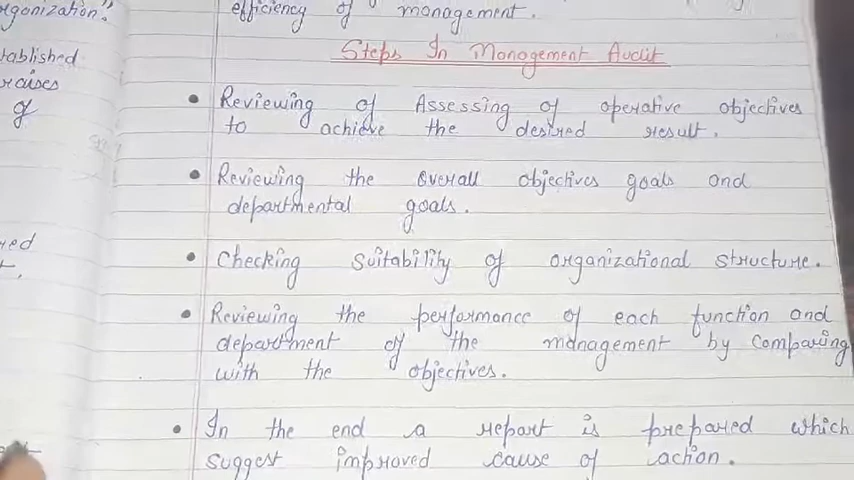 rganization."
tablished
raises
of
efficiency of management.
Steps In Management Audit
• Reviewing of Assessing of operative objectives
to achieve the desired result.
• Reviewing the overall objectives goals and
departmental goals.
• Checking suitability of organizational structure.
• Reviewing the performance of each function and
department of the management by comparing
with the objectives.
• In the end a repart is prepared which
suggest improved cause of action.